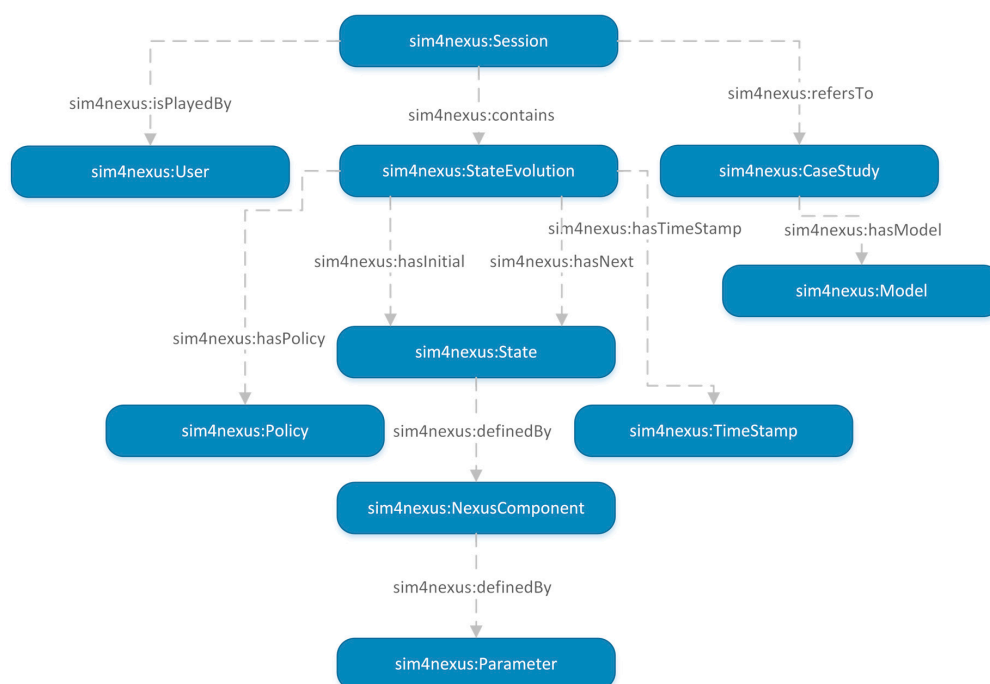 sim4nexus:Session
sim4nexus:isPlayedBy
sim4nexus:contains
sim4nexus:refersTo
sim4nexus:User
sim4nexus:StateEvolution
sim4nexus:CaseStudy
sim4nexus:hasTimeStamp
sim4nexus:hasModel
sim4nexus:hasInitial
sim4nexus:hasNext
sim4nexus:Model
sim4nexus:hasPolicy
sim4nexus:State
sim4nexus:Policy
sim4nexus:definedBy
sim4nexus:TimeStamp
sim4nexus:NexusComponent
sim4nexus:definedBy
sim4nexus:Parameter